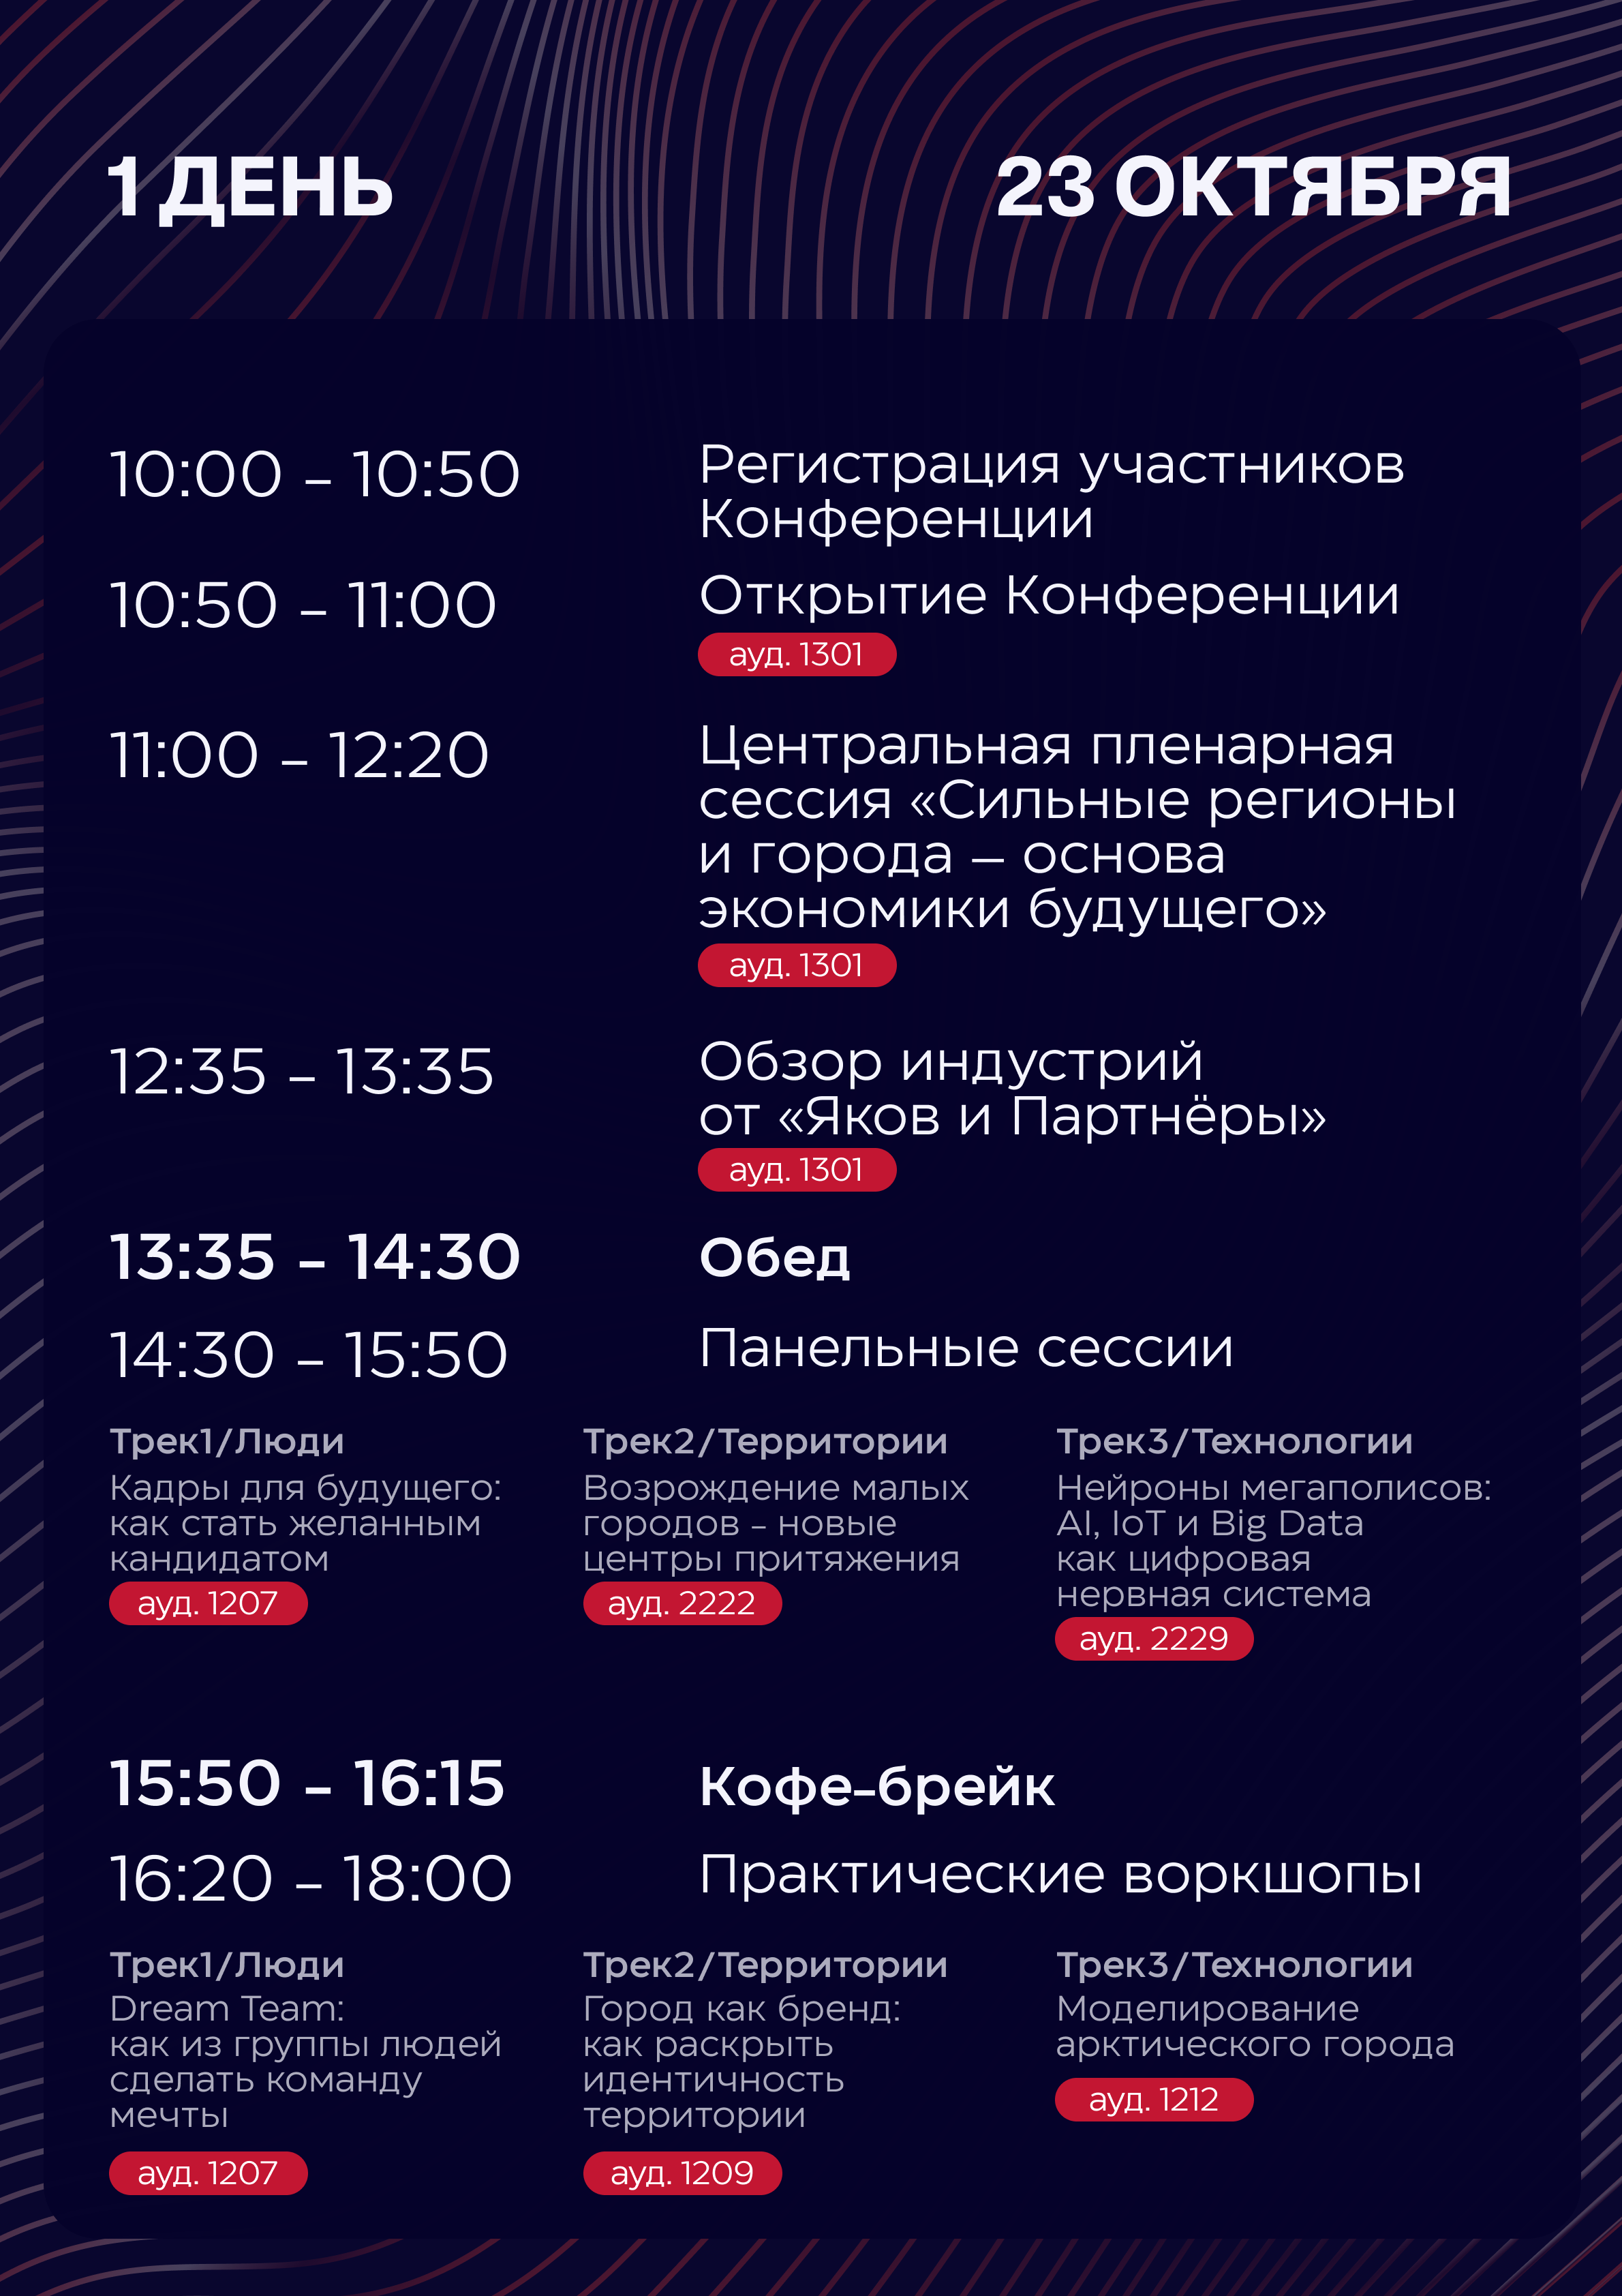 1 ДЕНЬ
23 ОКТЯБРЯ
10:00 – 10:50
Регистрация участников
Конференции
10:50 – 11:00
Открытие Конференции
ауд. 1301
11:00 – 12:20
Центральная пленарная
сессия «Сильные регионы
и города — основа
экономики будущего»
ауд. 1301
12:35 – 13:35
Обзор индустрий
от «Яков и Партнёры»
ауд. 1301
13:35 – 14:30
Обед
14:30 – 15:50
Панельные сессии
Трек1/Люди
Кадры для будущего:
как стать желанным
кандидатом
ауд. 1207
Трек2/Территории
Возрождение малых
городов – новые
центры притяжения
ауд. 2222
Трек3/Технологии
Нейроны мегаполисов:
AI, IoT и Big Data
как цифровая
нервная система
ауд. 2229
15:50 – 16:15
Кофе-брейк
16:20 – 18:00
Практические воркшопы
Трек1/Люди
Dream Team:
как из группы людей
сделать команду
мечты
ауд. 1207
Трек2/Территории
Город как бренд:
как раскрыть
идентичность
территории
ауд. 1209
Трек3/Технологии
Моделирование
арктического города
ауд. 1212